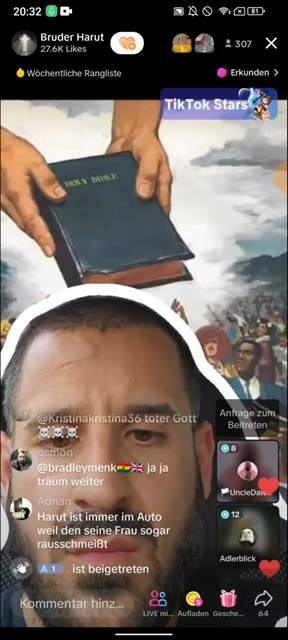 20:32
81
Bruder Harut
27.6K Likes
307
Wöchentliche Rangliste
Erkunden >
TikTok Stars
HOLY BIBLE
@Kristinakristina36 toter Gott
☠️☠️☠️
osmon
@bradleymenk🇬🇭🇬🇧 ja ja
träum weiter
Adnan
Harut ist immer im Auto
weil den seine Frau sogar
rausschmeißt
1 . ist beigetreten
Anfrage zum
Beitreten
8
UncleDaw...
12
Adlerblick
Kommentar hinz...
LIVE mi...
Aufladen
Gesche...
64